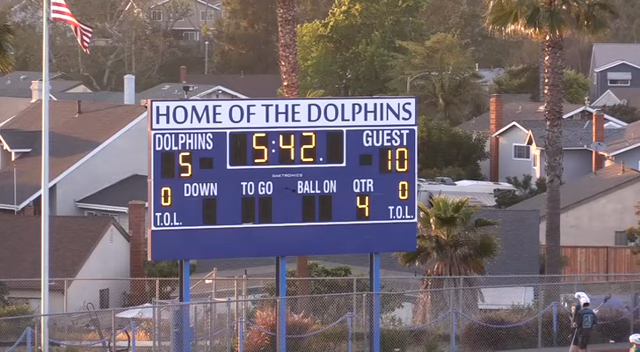 HOME OF THE DOLPHINS
DOLPHINS 5:42. GUEST
5 10
DAKTRONICS
DOWN TO GO BALL ON QTR
0 4 0
T.O.L. T.O.L.